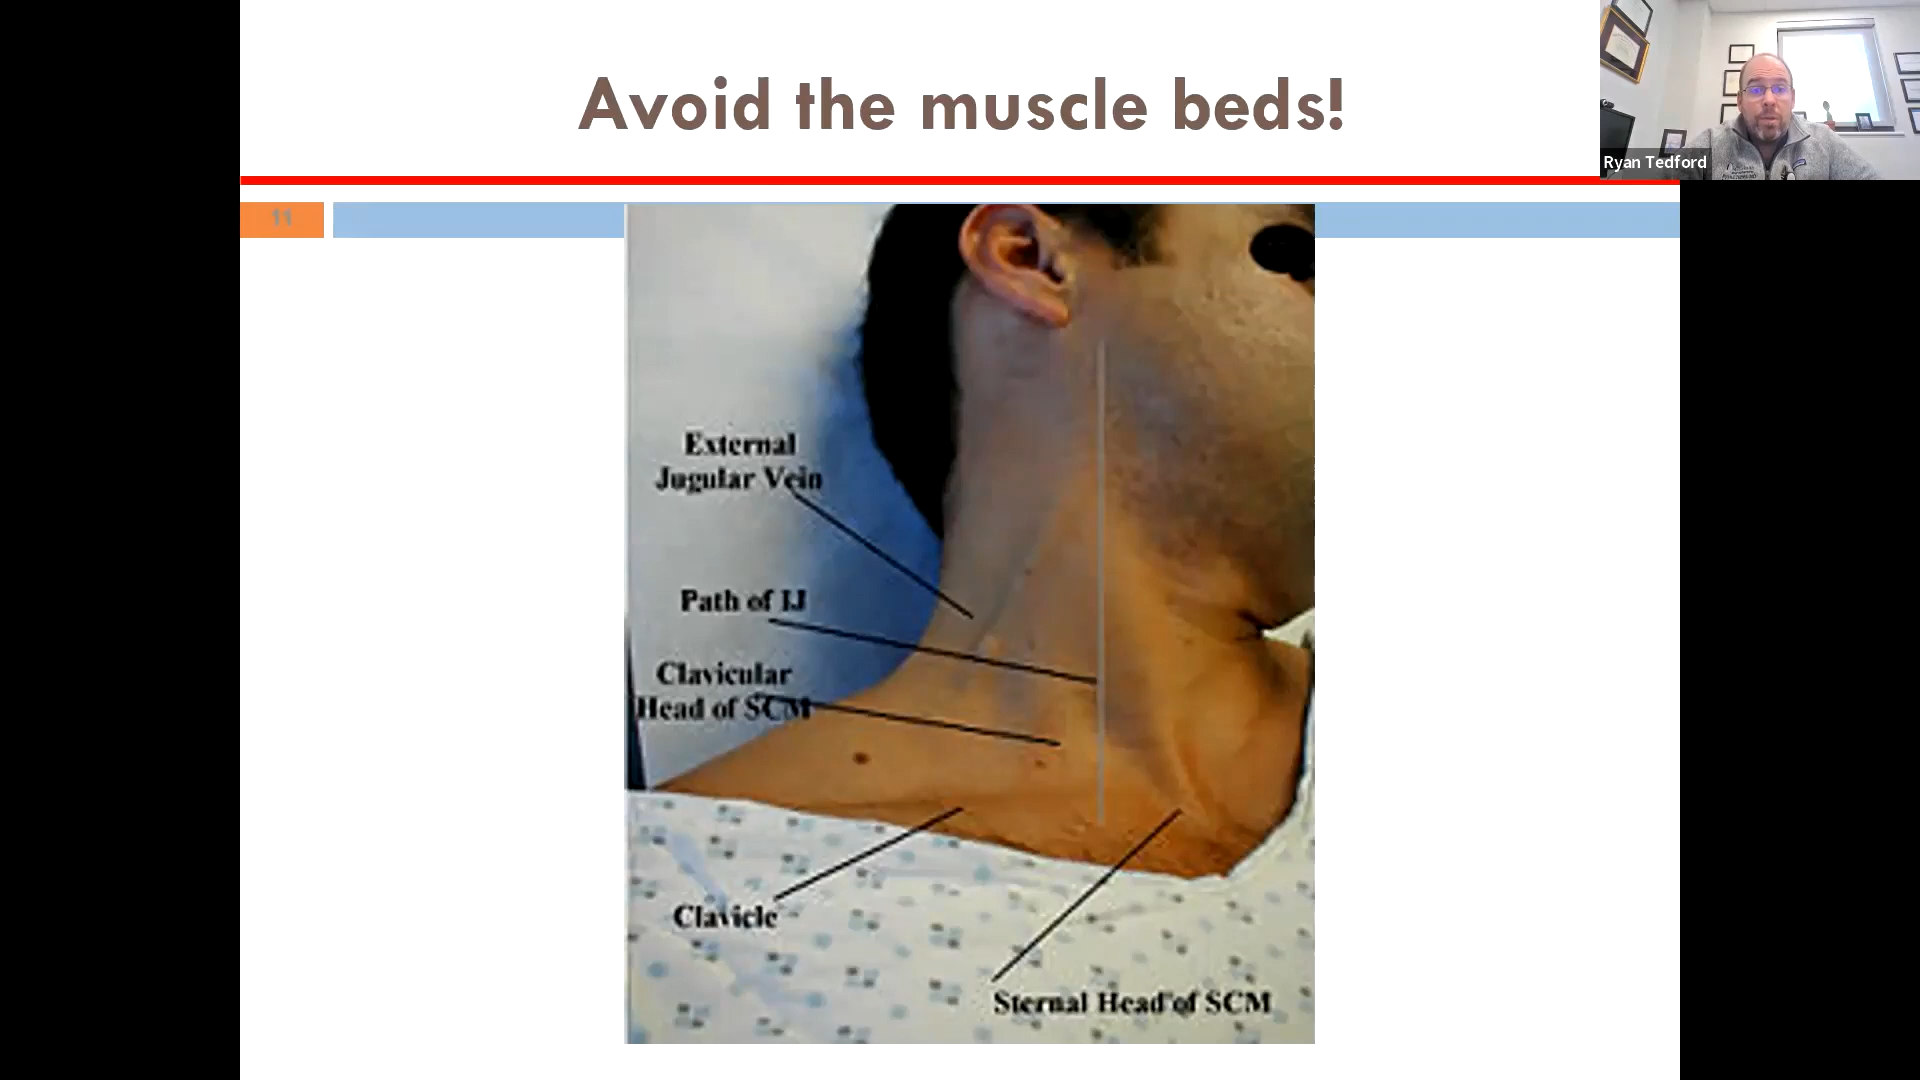 Avoid the muscle beds!
Ryan Tedford
11
External
Jugular Vein
Path of IJ
Clavicular
Head of SCM
Clavicle
Sternal Head of SCM